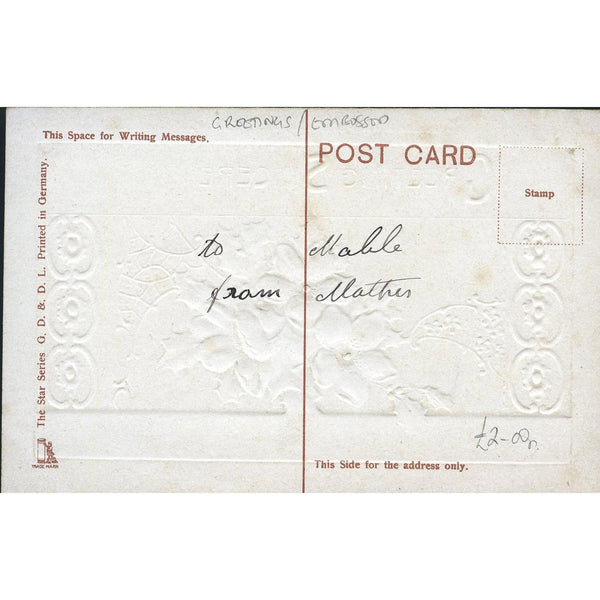 GREETINGS / EMBOSSED
This Space for Writing Messages.
POST CARD
Stamp
The Star Series G. D. & D. L. Printed in Germany.
to Mable
from Mather
£2-00
This Side for the address only.
TRADE MARK